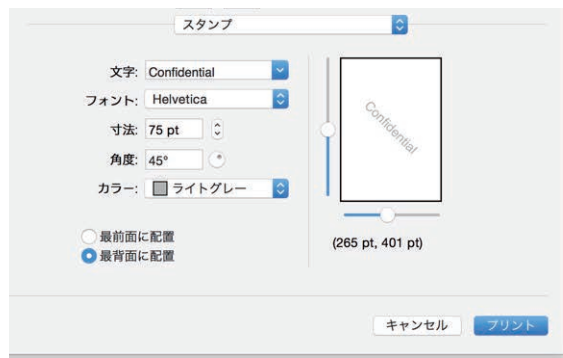 スタンプ
文字: Confidential
フォント: Helvetica
寸法: 75 pt
角度: 45°
カラー: ライトグレー
最前面に配置
最背面に配置
Confidential
(265 pt, 401 pt)
キャンセル プリント